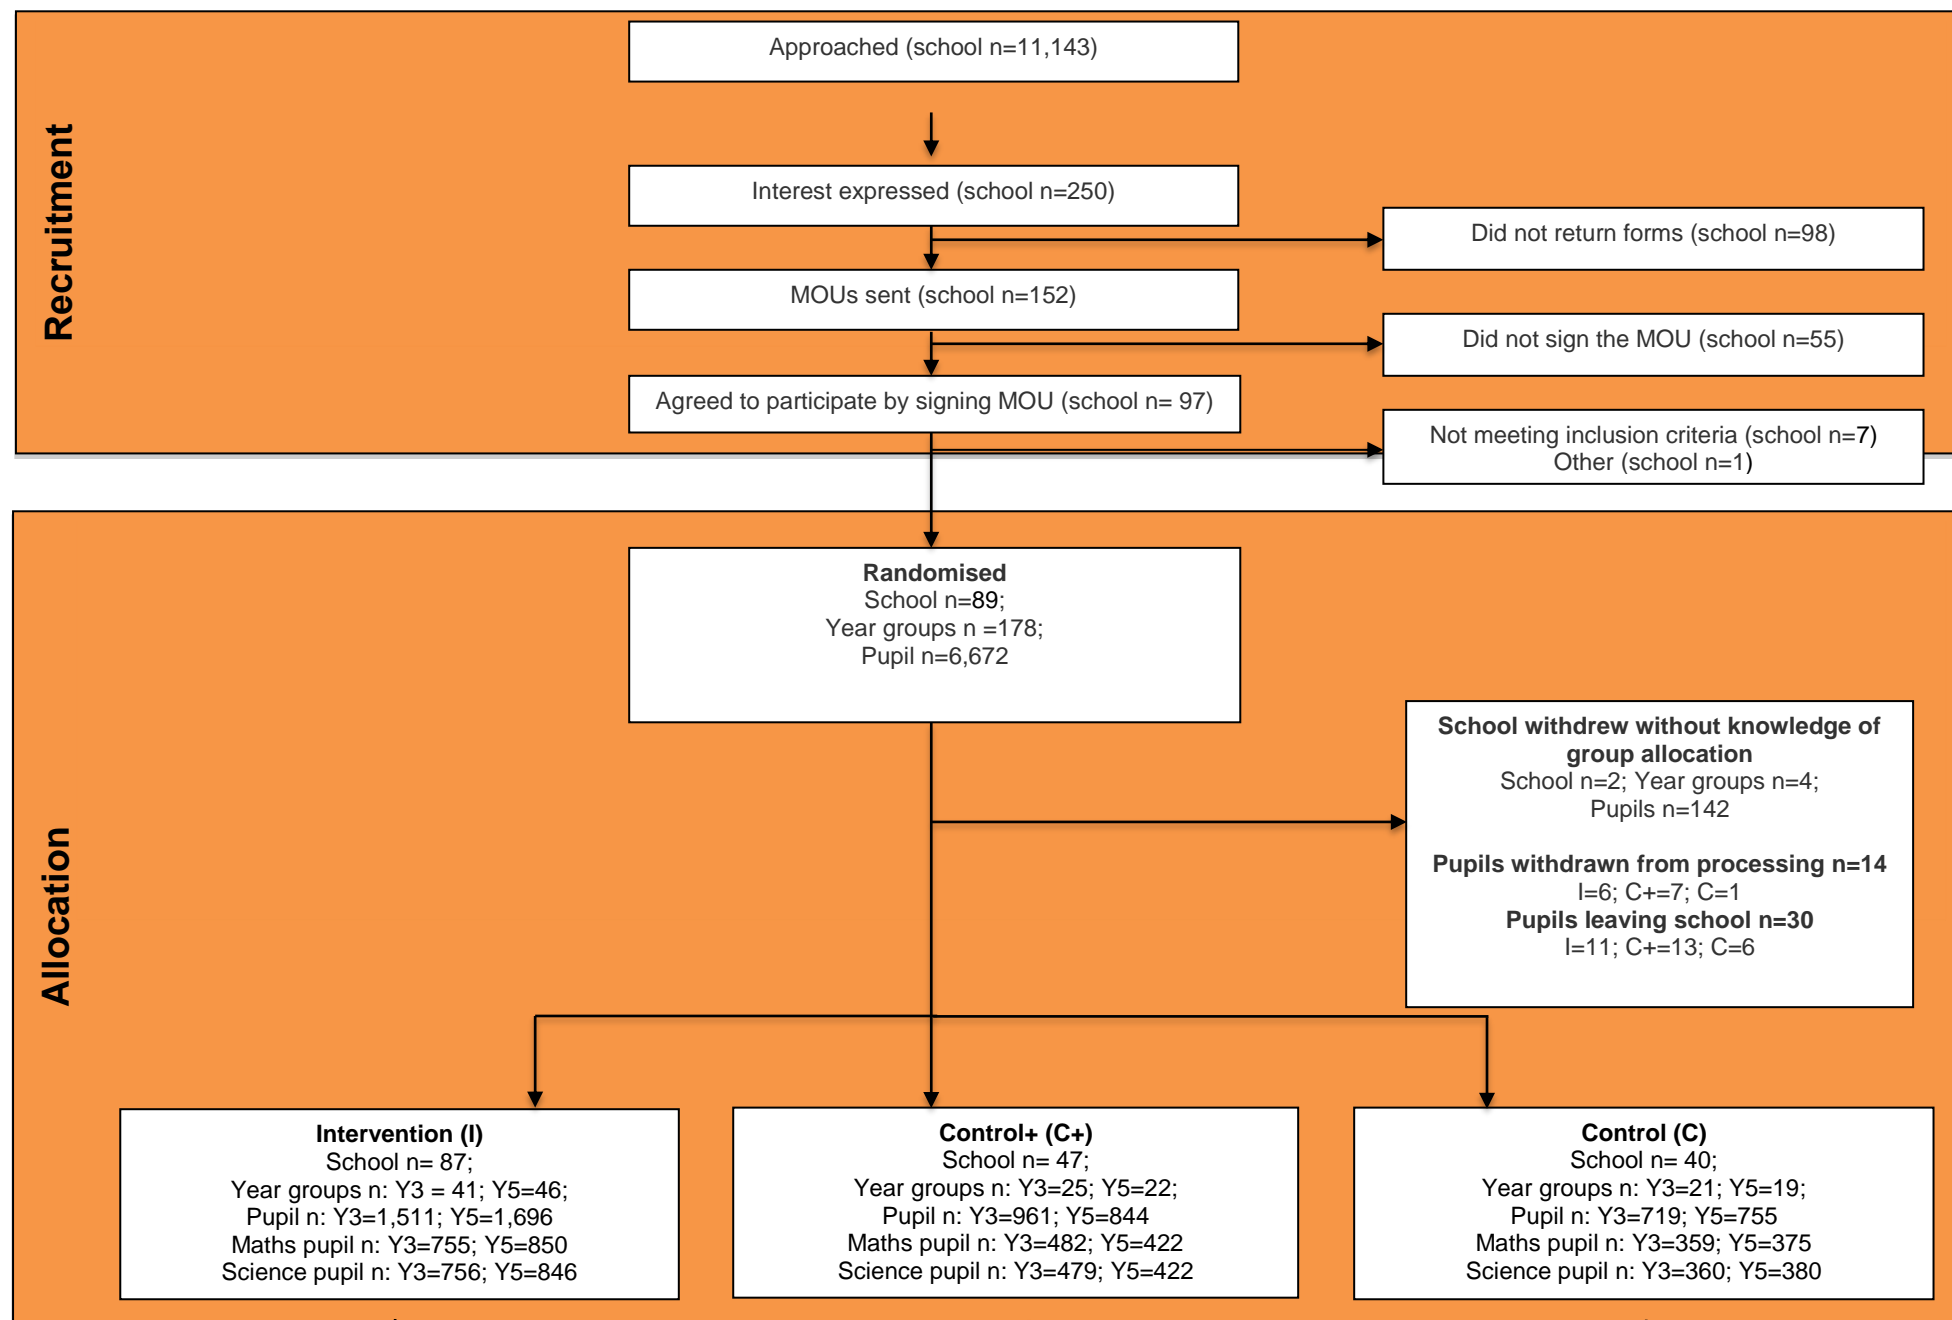 Recruitment
Approached (school n=11,143)
Interest expressed (school n=250)
Did not return forms (school n=98)
MOUs sent (school n=152)
Did not sign the MOU (school n=55)
Agreed to participate by signing MOU (school n= 97)
Not meeting inclusion criteria (school n=7)
Other (school n=1)
Allocation
Randomised
School n=89;
Year groups n =178;
Pupil n=6,672
School withdrew without knowledge of
group allocation
School n=2; Year groups n=4;
Pupils n=142
Pupils withdrawn from processing n=14
I=6; C+=7; C=1
Pupils leaving school n=30
I=11; C+=13; C=6
Intervention (I)
School n= 87;
Year groups n: Y3 = 41; Y5=46;
Pupil n: Y3=1,511; Y5=1,696
Maths pupil n: Y3=755; Y5=850
Science pupil n: Y3=756; Y5=846
Control+ (C+)
School n= 47;
Year groups n: Y3=25; Y5=22;
Pupil n: Y3=961; Y5=844
Maths pupil n: Y3=482; Y5=422
Science pupil n: Y3=479; Y5=422
Control (C)
School n= 40;
Year groups n: Y3=21; Y5=19;
Pupil n: Y3=719; Y5=755
Maths pupil n: Y3=359; Y5=375
Science pupil n: Y3=360; Y5=380